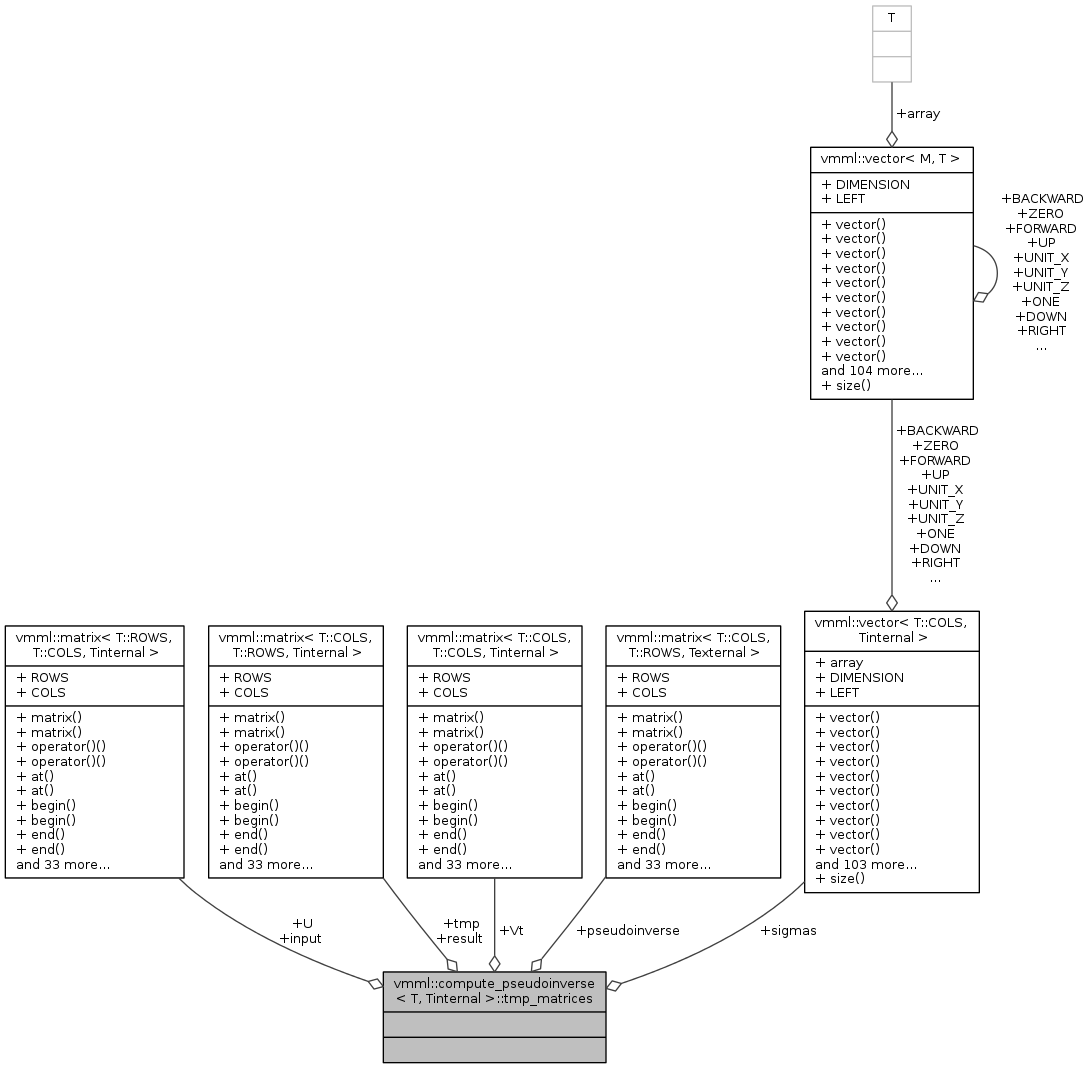 T
+array
vmml::vector< M, T >
+ DIMENSION
+ LEFT
+ vector()
+ vector()
+ vector()
+ vector()
+ vector()
+ vector()
+ vector()
+ vector()
+ vector()
+ vector()
and 104 more...
+ size()
+BACKWARD
+ZERO
+FORWARD
+UP
+UNIT_X
+UNIT_Y
+UNIT_Z
+ONE
+DOWN
+RIGHT
...
+BACKWARD
+ZERO
+FORWARD
+UP
+UNIT_X
+UNIT_Y
+UNIT_Z
+ONE
+DOWN
+RIGHT
...
vmml::matrix< T::ROWS,
T::COLS, Tinternal >
+ ROWS
+ COLS
+ matrix()
+ matrix()
+ operator()()
+ operator()()
+ at()
+ at()
+ begin()
+ begin()
+ end()
+ end()
and 33 more...
vmml::matrix< T::COLS,
T::ROWS, Tinternal >
+ ROWS
+ COLS
+ matrix()
+ matrix()
+ operator()()
+ operator()()
+ at()
+ at()
+ begin()
+ begin()
+ end()
+ end()
and 33 more...
vmml::matrix< T::COLS,
T::COLS, Tinternal >
+ ROWS
+ COLS
+ matrix()
+ matrix()
+ operator()()
+ operator()()
+ at()
+ at()
+ begin()
+ begin()
+ end()
+ end()
and 33 more...
vmml::matrix< T::COLS,
T::ROWS, Texternal >
+ ROWS
+ COLS
+ matrix()
+ matrix()
+ operator()()
+ operator()()
+ at()
+ at()
+ begin()
+ begin()
+ end()
+ end()
and 33 more...
vmml::vector< T::COLS,
Tinternal >
+ array
+ DIMENSION
+ LEFT
+ vector()
+ vector()
+ vector()
+ vector()
+ vector()
+ vector()
+ vector()
+ vector()
+ vector()
+ vector()
and 103 more...
+ size()
+U
+input
+tmp
+result
+Vt
+pseudoinverse
+sigmas
vmml::compute_pseudoinverse
< T, Tinternal >::tmp_matrices